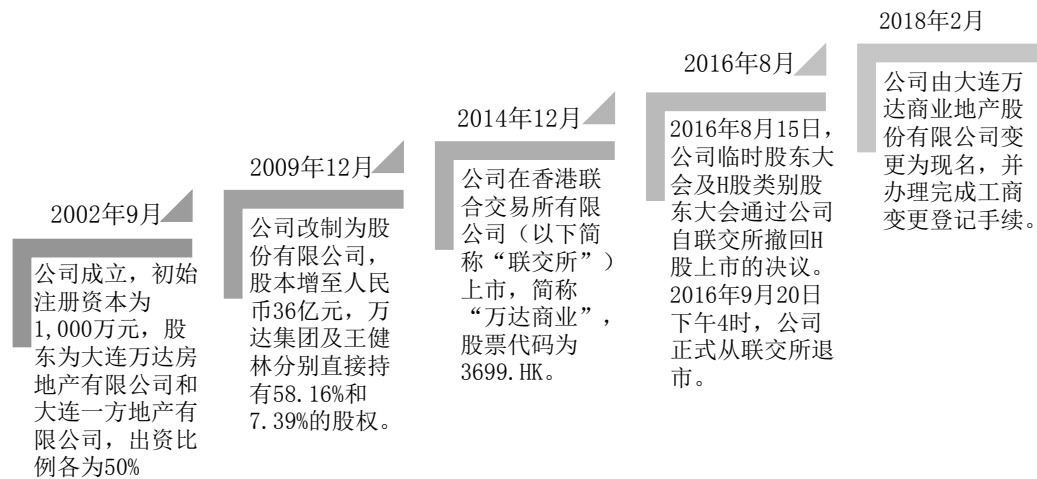 2002年9月
公司成立，初始
注册资本为
1,000万元，股
东为大连万达房
地产有限公司和
大连一方地产有
限公司，出资比
例各为50%
2009年12月
公司改制为股
份有限公司，
股本增至人民
币36亿元，万
达集团及王健
林分别直接持
有58.16%和
7.39%的股权。
2014年12月
公司在香港联
合交易所有限
公司（以下简
称“联交所”）
上市，简称
“万达商业”，
股票代码为
3699.HK。
2016年8月
2016年8月15日，
公司临时股东大
会及H股类别股
东大会通过公司
自联交所撤回H
股上市的决议。
2016年9月20日
下午4时，公司
正式从联交所退
市。
2018年2月
公司由大连万
达商业地产股
份有限公司变
更为现名，并
办理完成工商
变更登记手续。